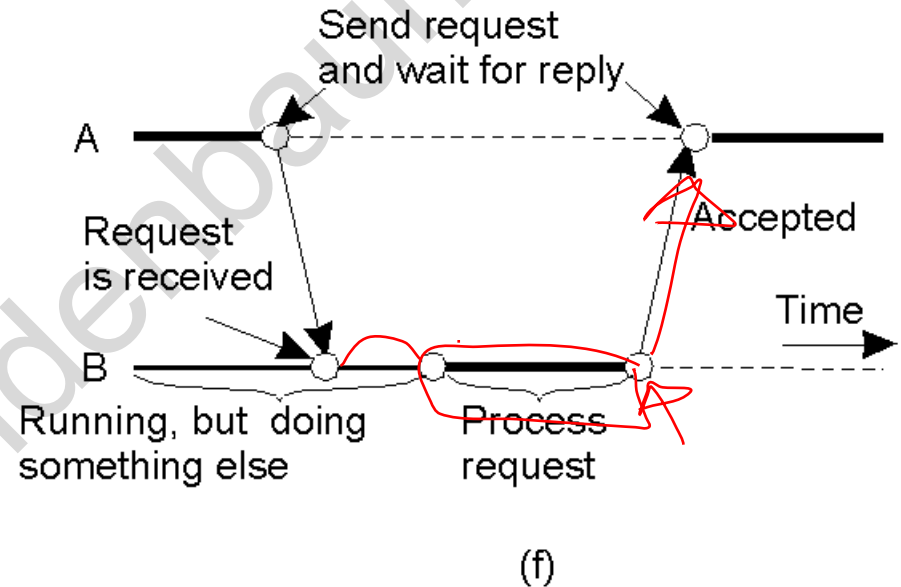 Send request
and wait for reply
A
Request
is received
Accepted
Time
B
Running, but doing
something else
Process
request
(f)